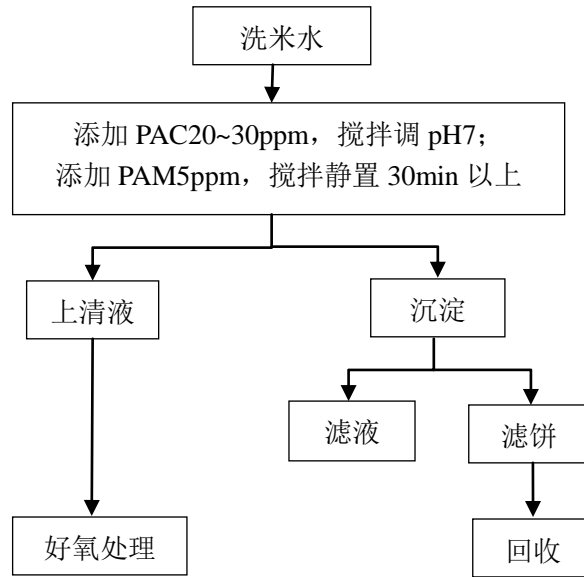 洗米水
添加 PAC20~30ppm，搅拌调 pH7；
添加 PAM5ppm，搅拌静置 30min 以上
上清液
沉淀
滤液
滤饼
好氧处理
回收